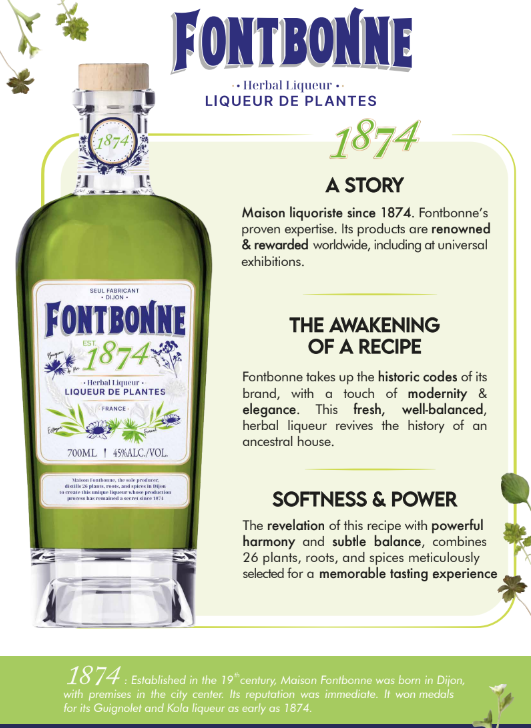 FONTBONNE
· • Herbal Liqueur • ·
LIQUEUR DE PLANTES
1874
A STORY
Maison liquoriste since 1874. Fontbonne's
proven expertise. Its products are renowned
& rewarded worldwide, including at universal
exhibitions.
THE AWAKENING
OF A RECIPE
Fontbonne takes up the historic codes of its
brand, with a touch of modernity &
elegance. This fresh, well-balanced,
herbal liqueur revives the history of an
ancestral house.
SOFTNESS & POWER
The revelation of this recipe with powerful
harmony and subtle balance, combines
26 plants, roots, and spices meticulously
selected for a memorable tasting experience
1874
SEUL FABRICANT
• DIJON •
FONTBONNE
EST.
1874
· Herbal Liqueur ·
LIQUEUR DE PLANTES
FRANCE
700ML | 45%ALC./VOL.
Maison Fontbonne, the sole producer,
distills 26 plants, roots, and spices in Dijon
to create this unique liqueur whose production
process has remained a secret since 1874
1874 : Established in the 19th century, Maison Fontbonne was born in Dijon,
with premises in the city center. Its reputation was immediate. It won medals
for its Guignolet and Kola liqueur as early as 1874.